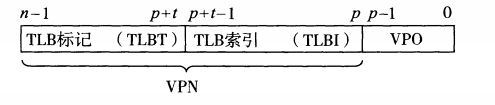 n−1 p+t p+t−1 p p−1 0
TLB标记 （TLBT） TLB索引 （TLBI） VPO
VPN